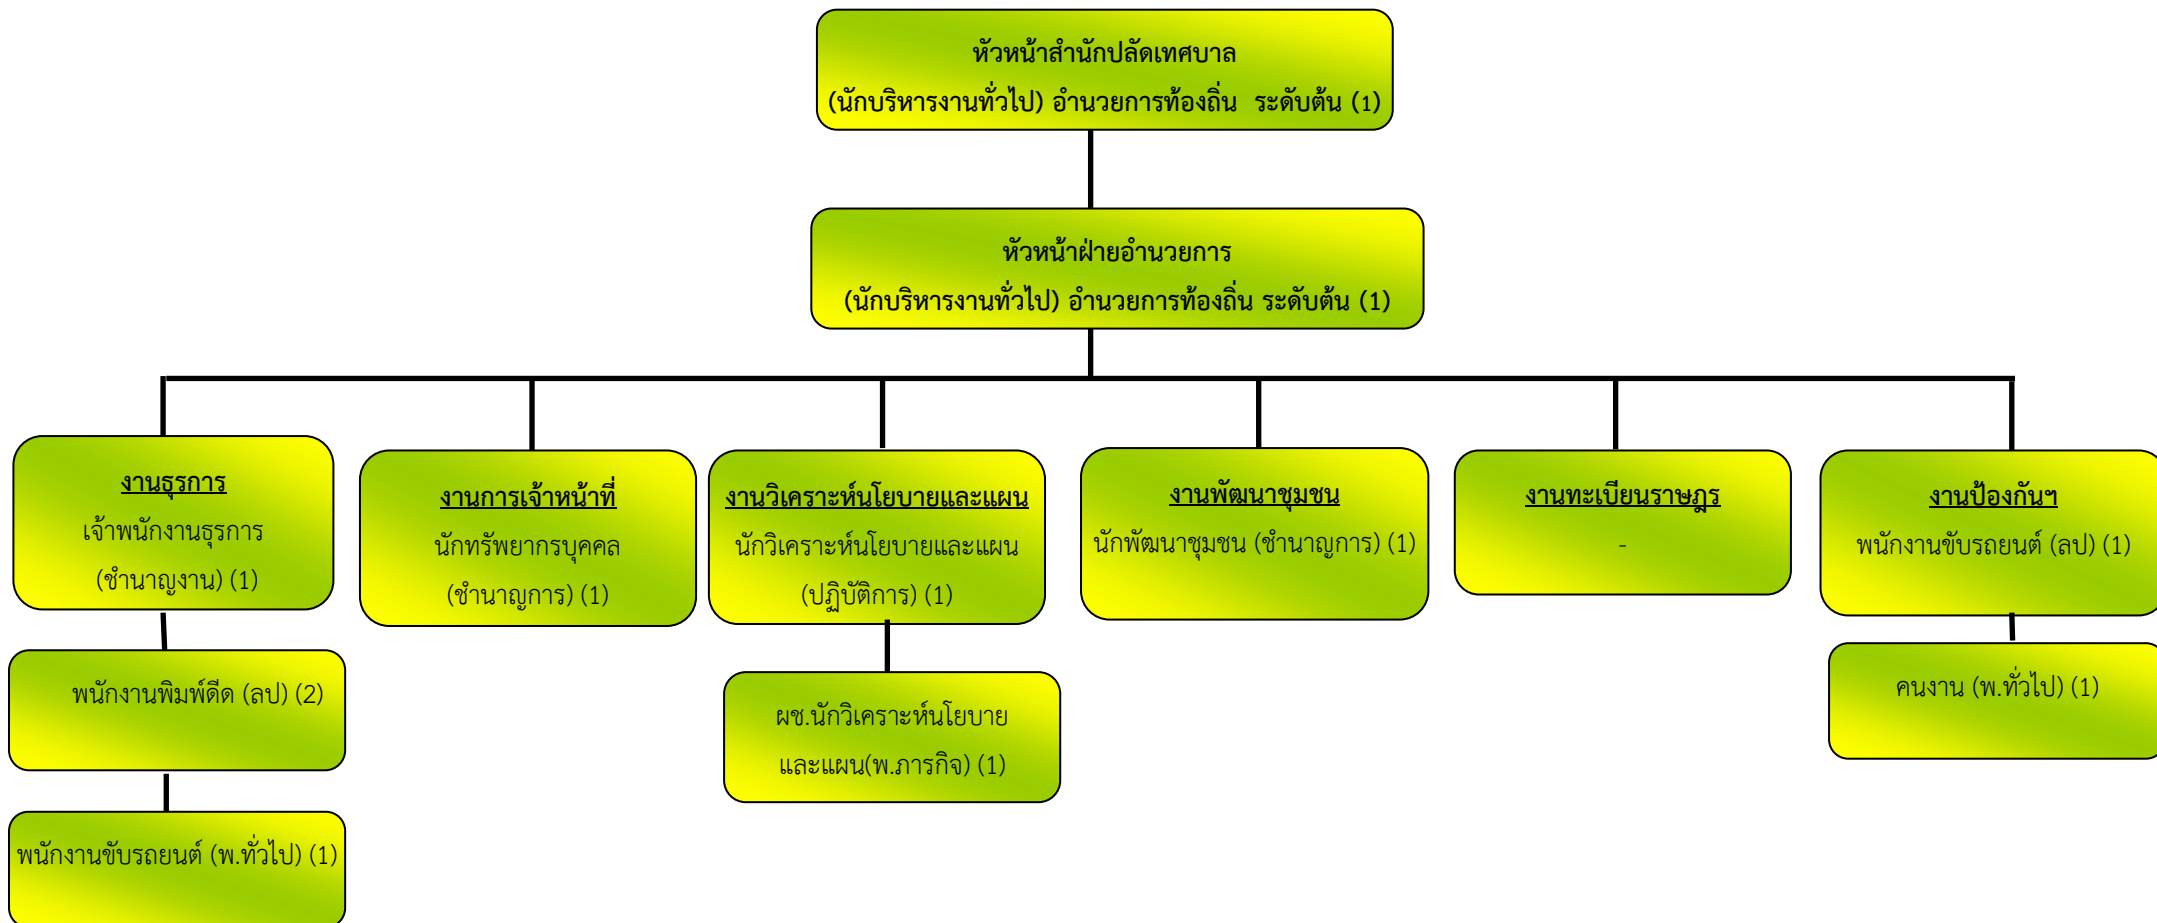 หัวหน้าสำนักปลัดเทศบาล
(นักบริหารงานทั่วไป) อำนวยการท้องถิ่น ระดับต้น (1)
หัวหน้าฝ่ายอำนวยการ
(นักบริหารงานทั่วไป) อำนวยการท้องถิ่น ระดับต้น (1)
งานธุรการ
เจ้าพนักงานธุรการ
(ชำนาญงาน) (1)
งานการเจ้าหน้าที่
นักทรัพยากรบุคคล
(ชำนาญการ) (1)
งานวิเคราะห์นโยบายและแผน
นักวิเคราะห์นโยบายและแผน
(ปฏิบัติการ) (1)
งานพัฒนาชุมชน
นักพัฒนาชุมชน (ชำนาญการ) (1)
งานทะเบียนราษฎร
-
งานป้องกันฯ
พนักงานขับรถยนต์ (ลป) (1)
พนักงานพิมพ์ดีด (ลป) (2)
ผช.นักวิเคราะห์นโยบาย
และแผน(พ.ภารกิจ) (1)
คนงาน (พ.ทั่วไป) (1)
พนักงานขับรถยนต์ (พ.ทั่วไป) (1)